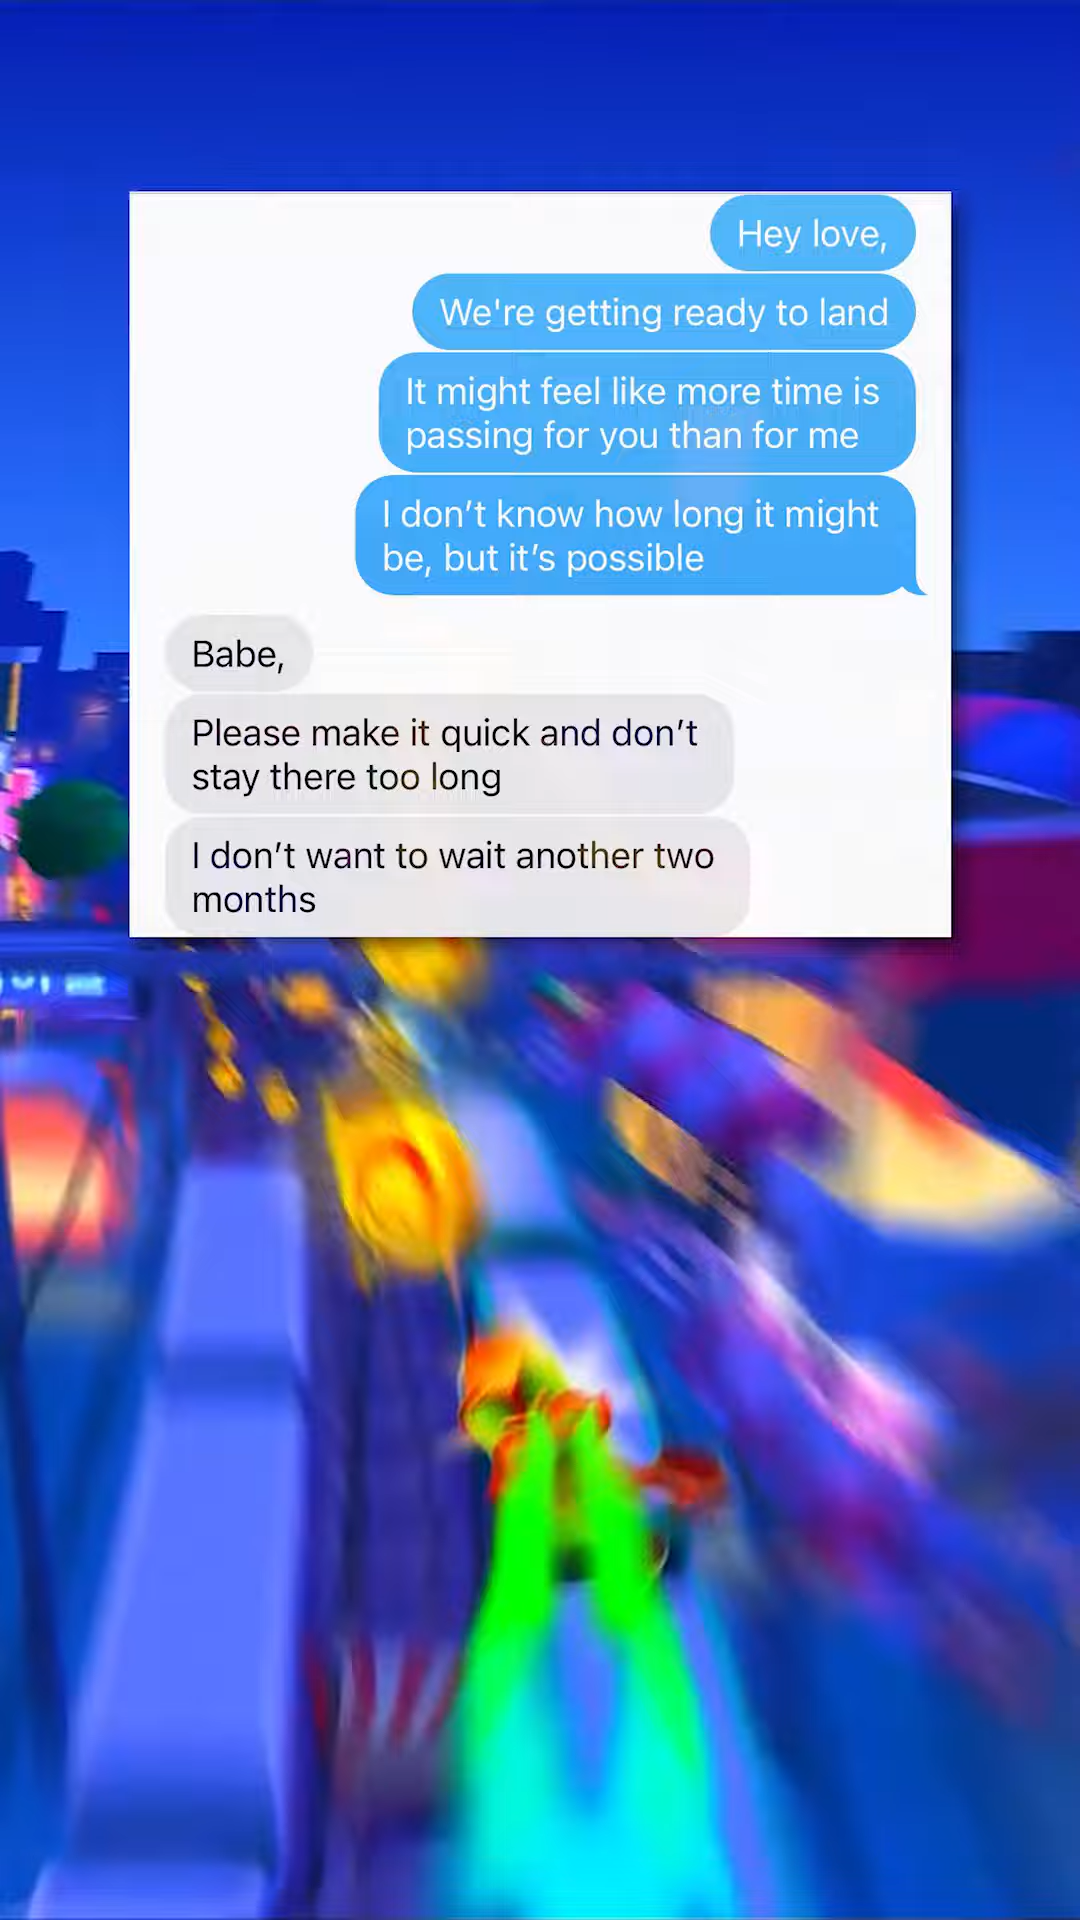 Hey love,
We're getting ready to land
It might feel like more time is
passing for you than for me
I don’t know how long it might
be, but it’s possible
Babe,
Please make it quick and don’t
stay there too long
I don’t want to wait another two
months